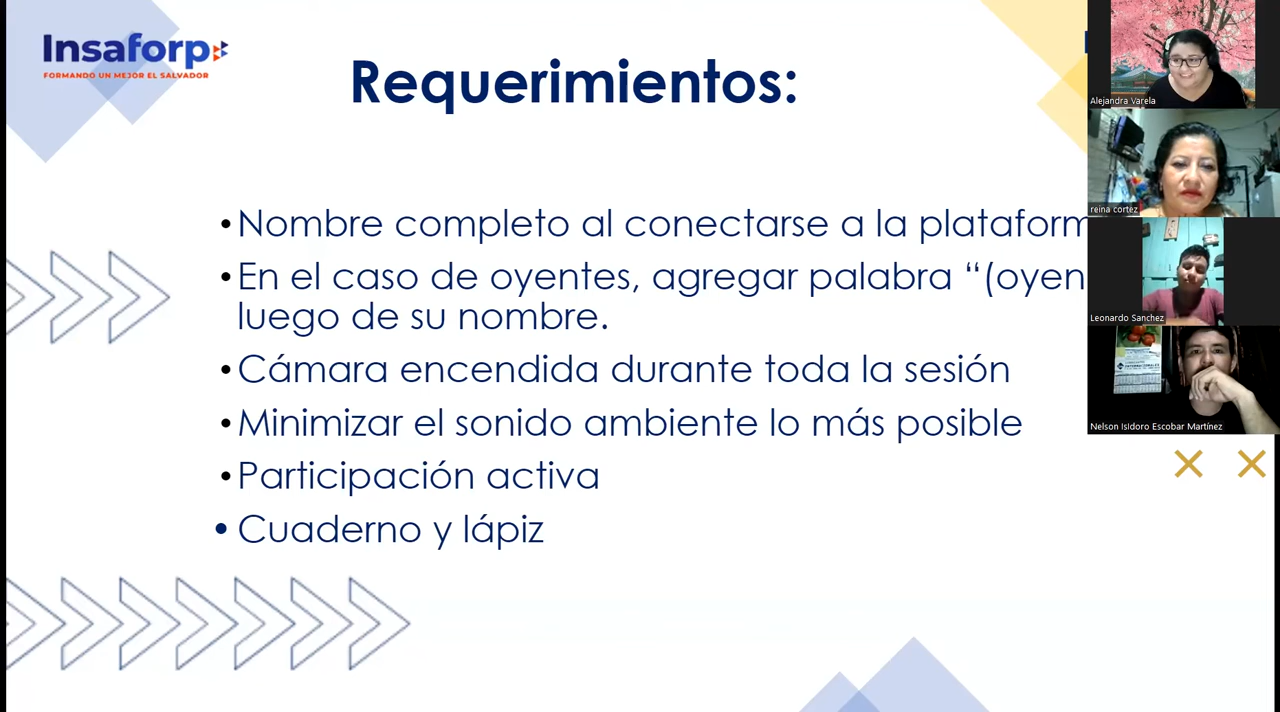 Insaforp
FORMANDO UN MEJOR EL SALVADOR
Requerimientos:
•Nombre completo al conectarse a la plataform
•En el caso de oyentes, agregar palabra “(oyen
luego de su nombre.
•Cámara encendida durante toda la sesión
•Minimizar el sonido ambiente lo más posible
•Participación activa
•Cuaderno y lápiz
Alejandra Varela
reina cortez
Leonardo Sanchez
Nelson Isidoro Escobar Martínez